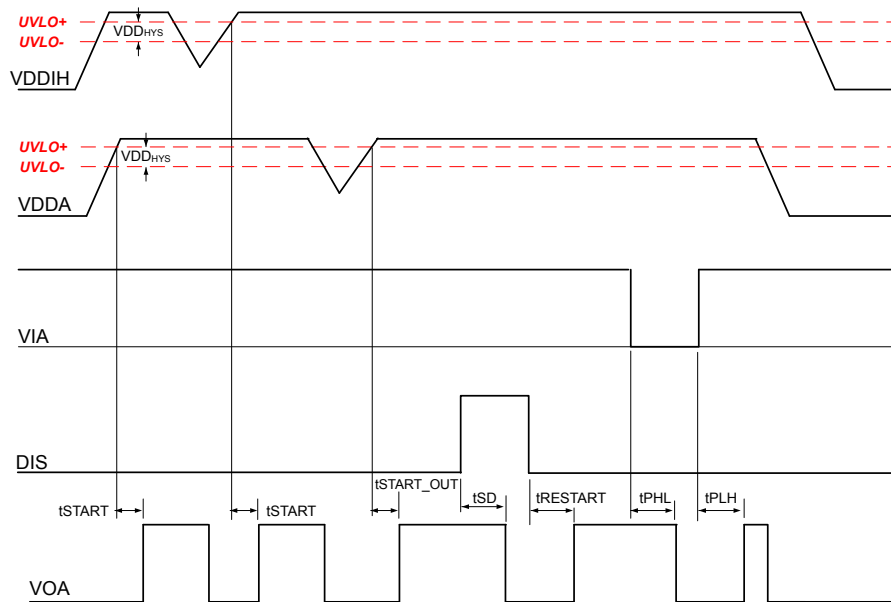 UVLO+
VDDHYS
UVLO-
VDDIH
UVLO+
VDDHYS
UVLO-
VDDA
VIA
DIS
tSTART
tSTART
tSTART_OUT
tSD
tRESTART
tPHL
tPLH
VOA